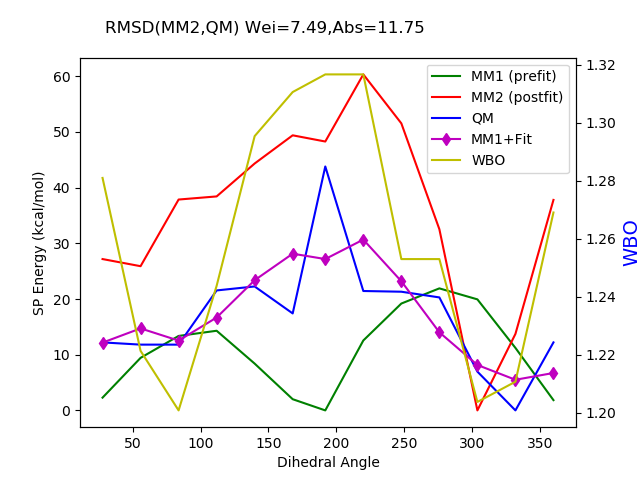 RMSD(MM2,QM) Wei=7.49,Abs=11.75
MM1 (prefit)
MM2 (postfit)
QM
MM1+Fit
WBO
SP Energy (kcal/mol)
60
50
40
30
20
10
0
50
100
150
200
250
300
350
Dihedral Angle
1.32
1.30
1.28
1.26
1.24
1.22
1.20
WBO